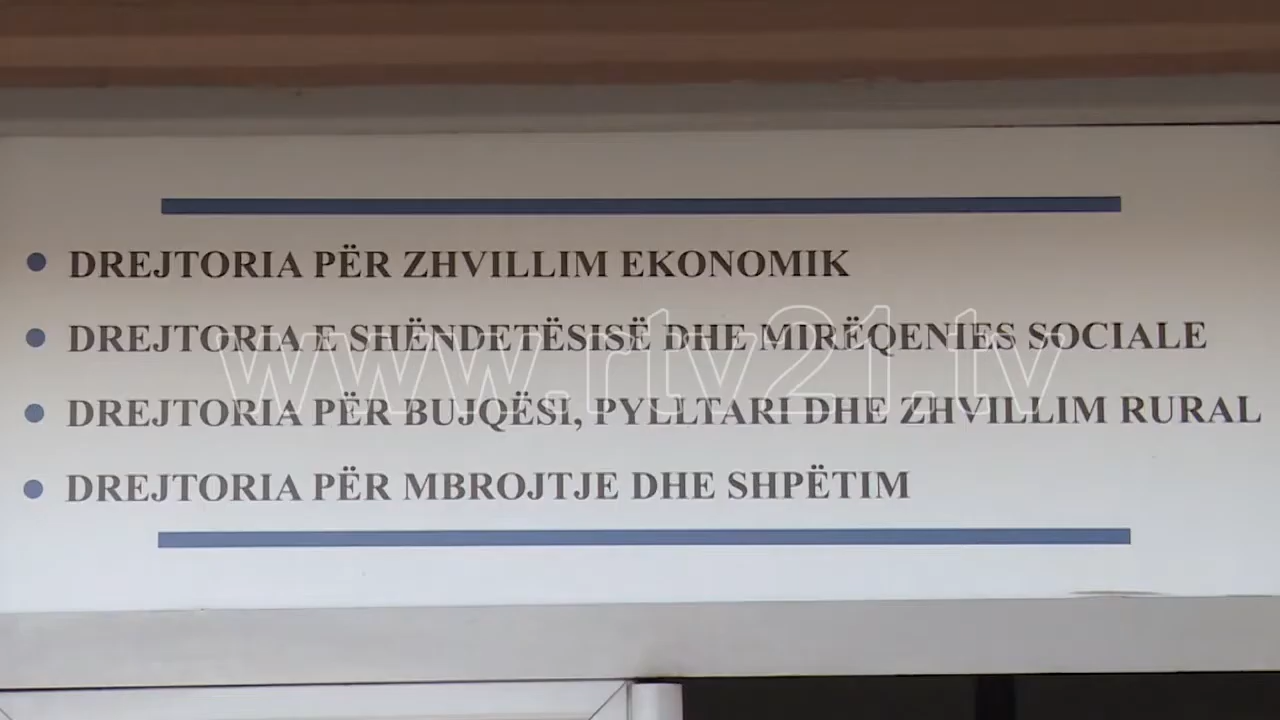 • DREJTORIA PËR ZHVILLIM EKONOMIK
• DREJTORIA E SHËNDETËSISË DHE MIRËQENIES SOCIALE
• DREJTORIA PËR BUJQËSI, PYLLTARI DHE ZHVILLIM RURAL
• DREJTORIA PËR MBROJTJE DHE SHPËTIM
www.rtv21.tv